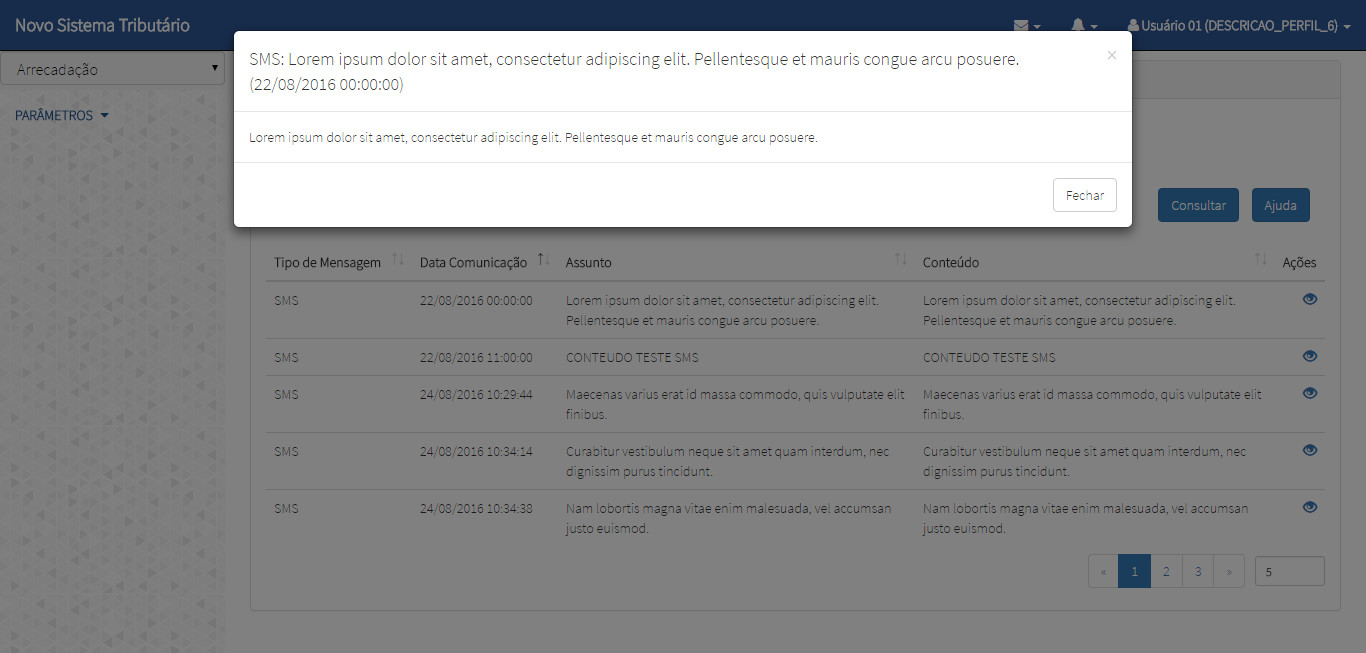 Novo Sistema Tributário
Usuário 01 (DESCRICAO_PERFIL_6)
Arrecadação
PARÂMETROS
SMS: Lorem ipsum dolor sit amet, consectetur adipiscing elit. Pellentesque et mauris congue arcu posuere.
(22/08/2016 00:00:00)
×
Lorem ipsum dolor sit amet, consectetur adipiscing elit. Pellentesque et mauris congue arcu posuere.
Fechar
Consultar Ajuda
Tipo de Mensagem Data Comunicação Assunto Conteúdo Ações
SMS 22/08/2016 00:00:00 Lorem ipsum dolor sit amet, consectetur adipiscing elit. Lorem ipsum dolor sit amet, consectetur adipiscing elit.
Pellentesque et mauris congue arcu posuere. Pellentesque et mauris congue arcu posuere.
SMS 22/08/2016 11:00:00 CONTEUDO TESTE SMS CONTEUDO TESTE SMS
SMS 24/08/2016 10:29:44 Maecenas varius erat id massa commodo, quis vulputate elit Maecenas varius erat id massa commodo, quis vulputate elit
finibus. finibus.
SMS 24/08/2016 10:34:14 Curabitur vestibulum neque sit amet quam interdum, nec Curabitur vestibulum neque sit amet quam interdum, nec
dignissim purus tincidunt. dignissim purus tincidunt.
SMS 24/08/2016 10:34:38 Nam lobortis magna vitae enim malesuada, vel accumsan Nam lobortis magna vitae enim malesuada, vel accumsan
justo euismod. justo euismod.
« 1 2 3 » 5